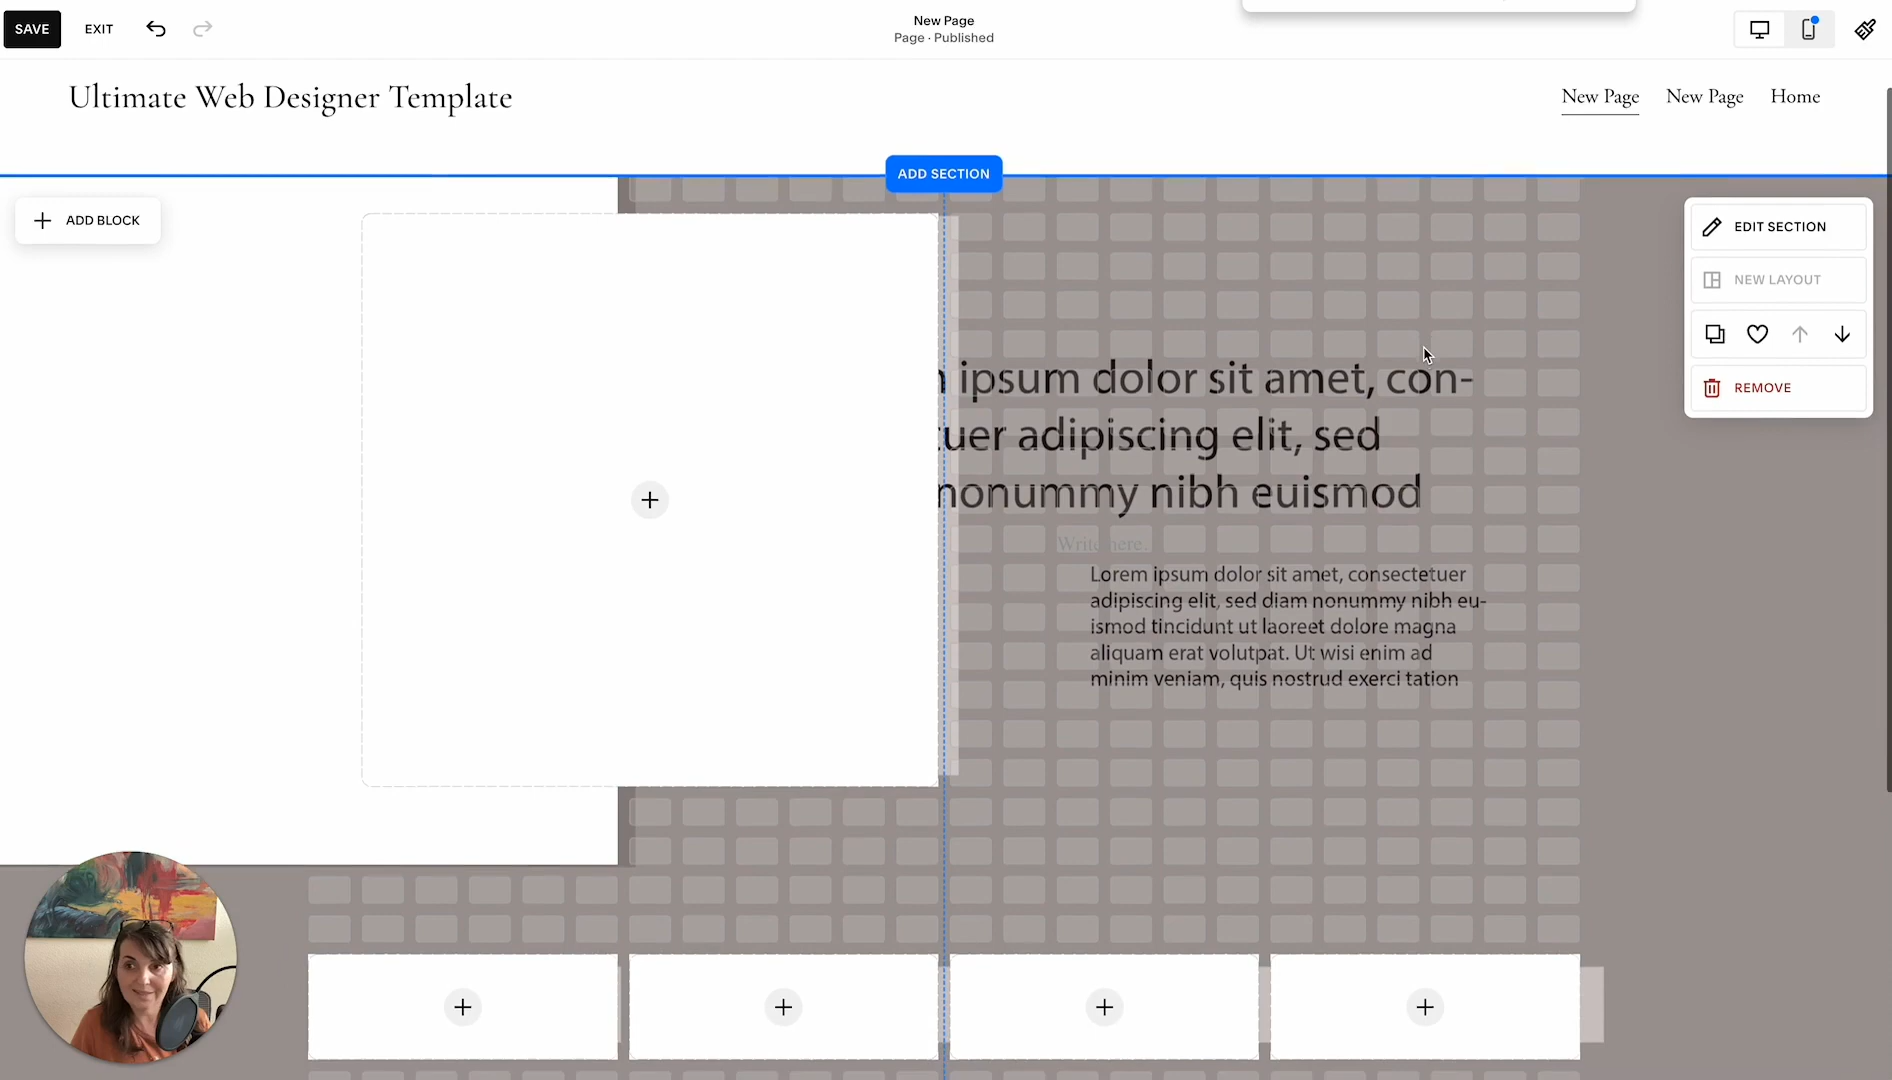 SAVE
EXIT
New Page
Page · Published
Ultimate Web Designer Template
New Page
New Page
Home
ADD SECTION
ADD BLOCK
EDIT SECTION
NEW LAYOUT
REMOVE
ipsum dolor sit amet, con-
adipiscing elit, sed
nonummy nibh euismod
Write here
Lorem ipsum dolor sit amet, consectetuer
adipiscing elit, sed diam nonummy nibh eu-
ismod tincidunt ut laoreet dolore magna
aliquam erat volutpat. Ut wisi enim ad
minim veniam, quis nostrud exerci tation